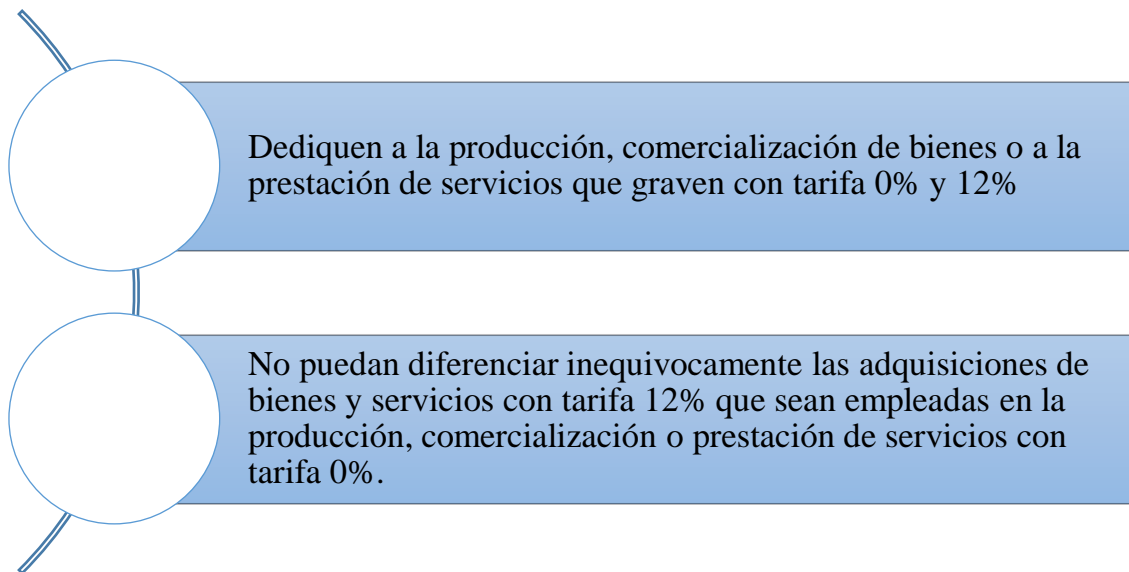 Dediquen a la producción, comercialización de bienes o a la
prestación de servicios que graven con tarifa 0% y 12%
No puedan diferenciar inequivocamente las adquisiciones de
bienes y servicios con tarifa 12% que sean empleadas en la
producción, comercialización o prestación de servicios con
tarifa 0%.